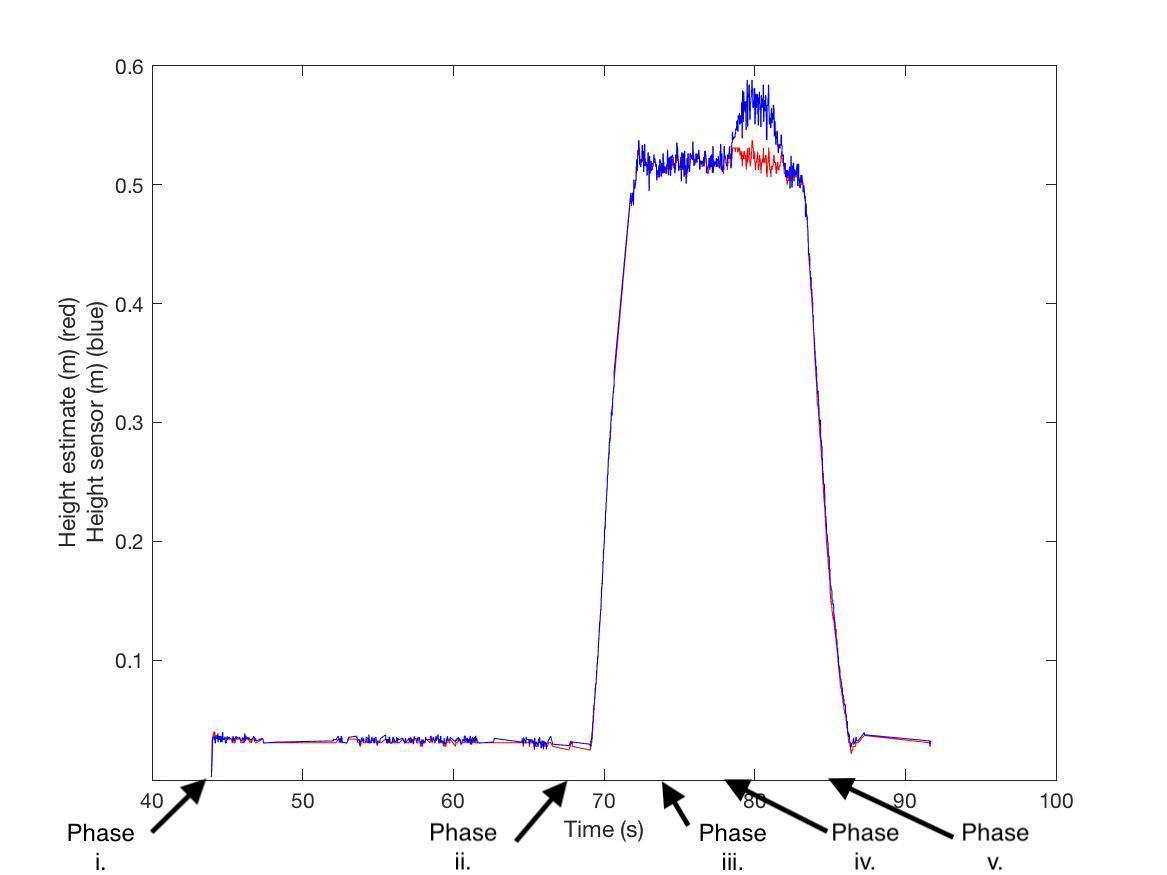 0.6
0.5
0.4
0.3
0.2
0.1
Height estimate (m) (red)
Height sensor (m) (blue)
40 50 60 70 80 90 100
Time (s)
Phase i.
Phase ii.
Phase iii.
Phase iv.
Phase v.